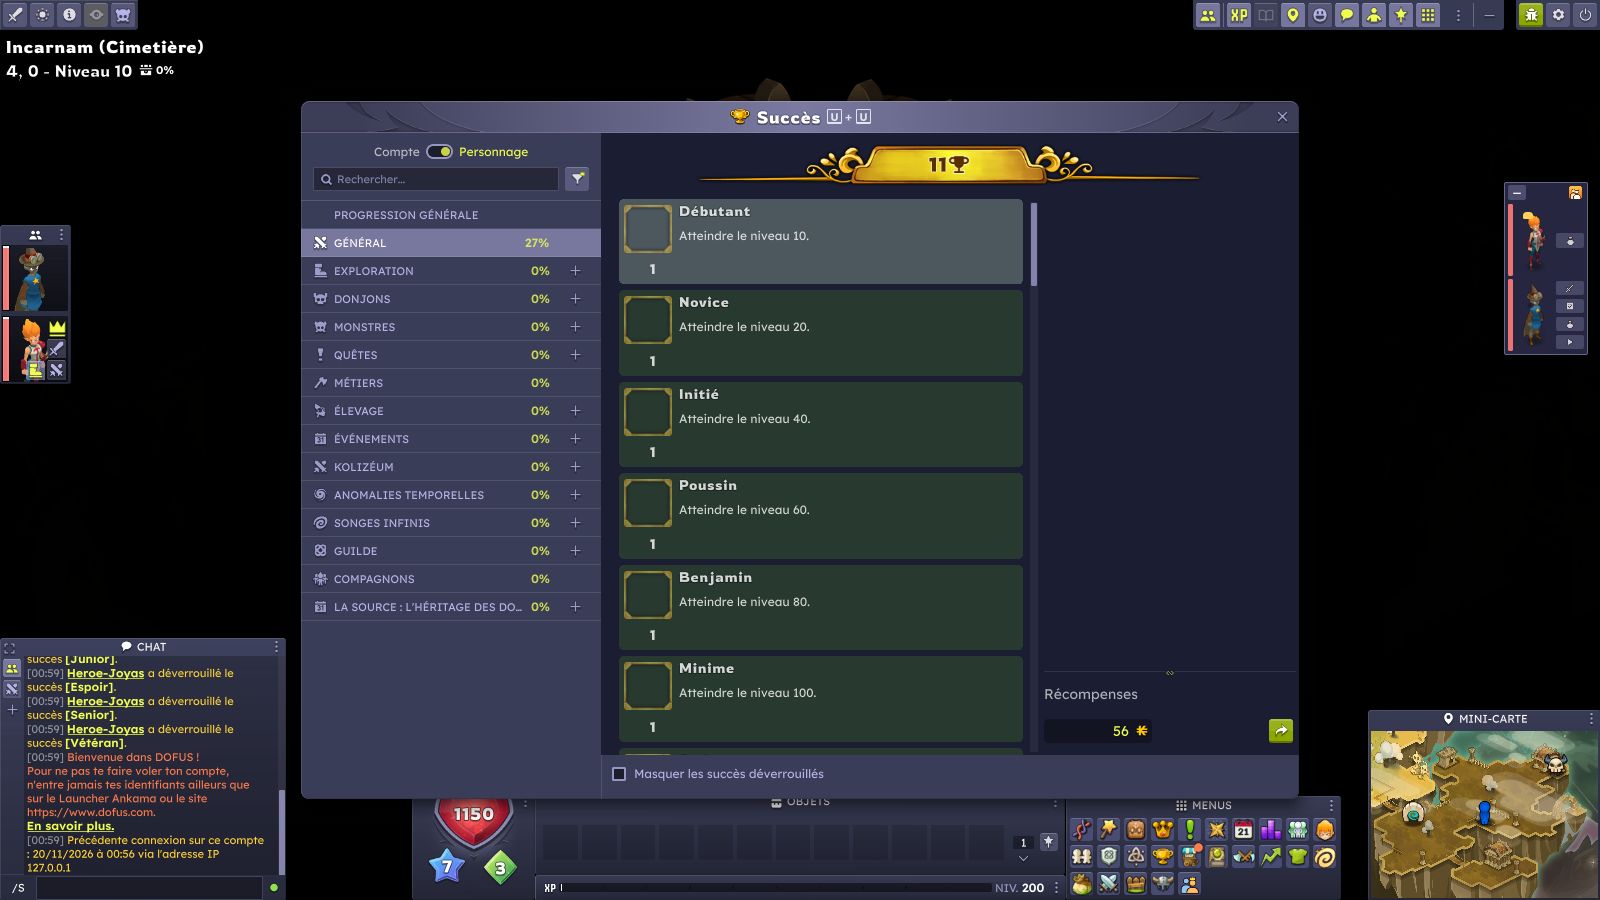 Incarnam (Cimetière)
4, 0 - Niveau 10 0%
XP
Succès U + U
Compte Personnage
Rechercher...
11
PROGRESSION GÉNÉRALE
GÉNÉRAL 27%
EXPLORATION 0% +
DONJONS 0% +
MONSTRES 0% +
QUÊTES 0% +
MÉTIERS 0%
ÉLEVAGE 0% +
ÉVÉNEMENTS 0% +
KOLIZÉUM 0% +
ANOMALIES TEMPORELLES 0% +
SONGES INFINIS 0% +
GUILDE 0% +
COMPAGNONS 0%
LA SOURCE : L'HÉRITAGE DES DO... 0% +
Débutant
Atteindre le niveau 10.
1
Novice
Atteindre le niveau 20.
1
Initié
Atteindre le niveau 40.
1
Poussin
Atteindre le niveau 60.
1
Benjamin
Atteindre le niveau 80.
1
Minime
Atteindre le niveau 100.
1
Récompenses
56
Masquer les succès déverrouillés
CHAT
succès [Junior].
[00:59] Heroe-Joyas a déverrouillé le
succès [Espoir].
[00:59] Heroe-Joyas a déverrouillé le
succès [Senior].
[00:59] Heroe-Joyas a déverrouillé le
succès [Vétéran].
[00:59] Bienvenue dans DOFUS !
Pour ne pas te faire voler ton compte,
n'entre jamais tes identifiants ailleurs que
sur le Launcher Ankama ou le site
https://www.dofus.com.
En savoir plus.
[00:59] Précédente connexion sur ce compte
: 20/11/2026 à 00:56 via l'adresse IP
127.0.0.1
/S
1150
7
3
OBJETS
1
XP
NIV. 200
MENUS
21
MINI-CARTE